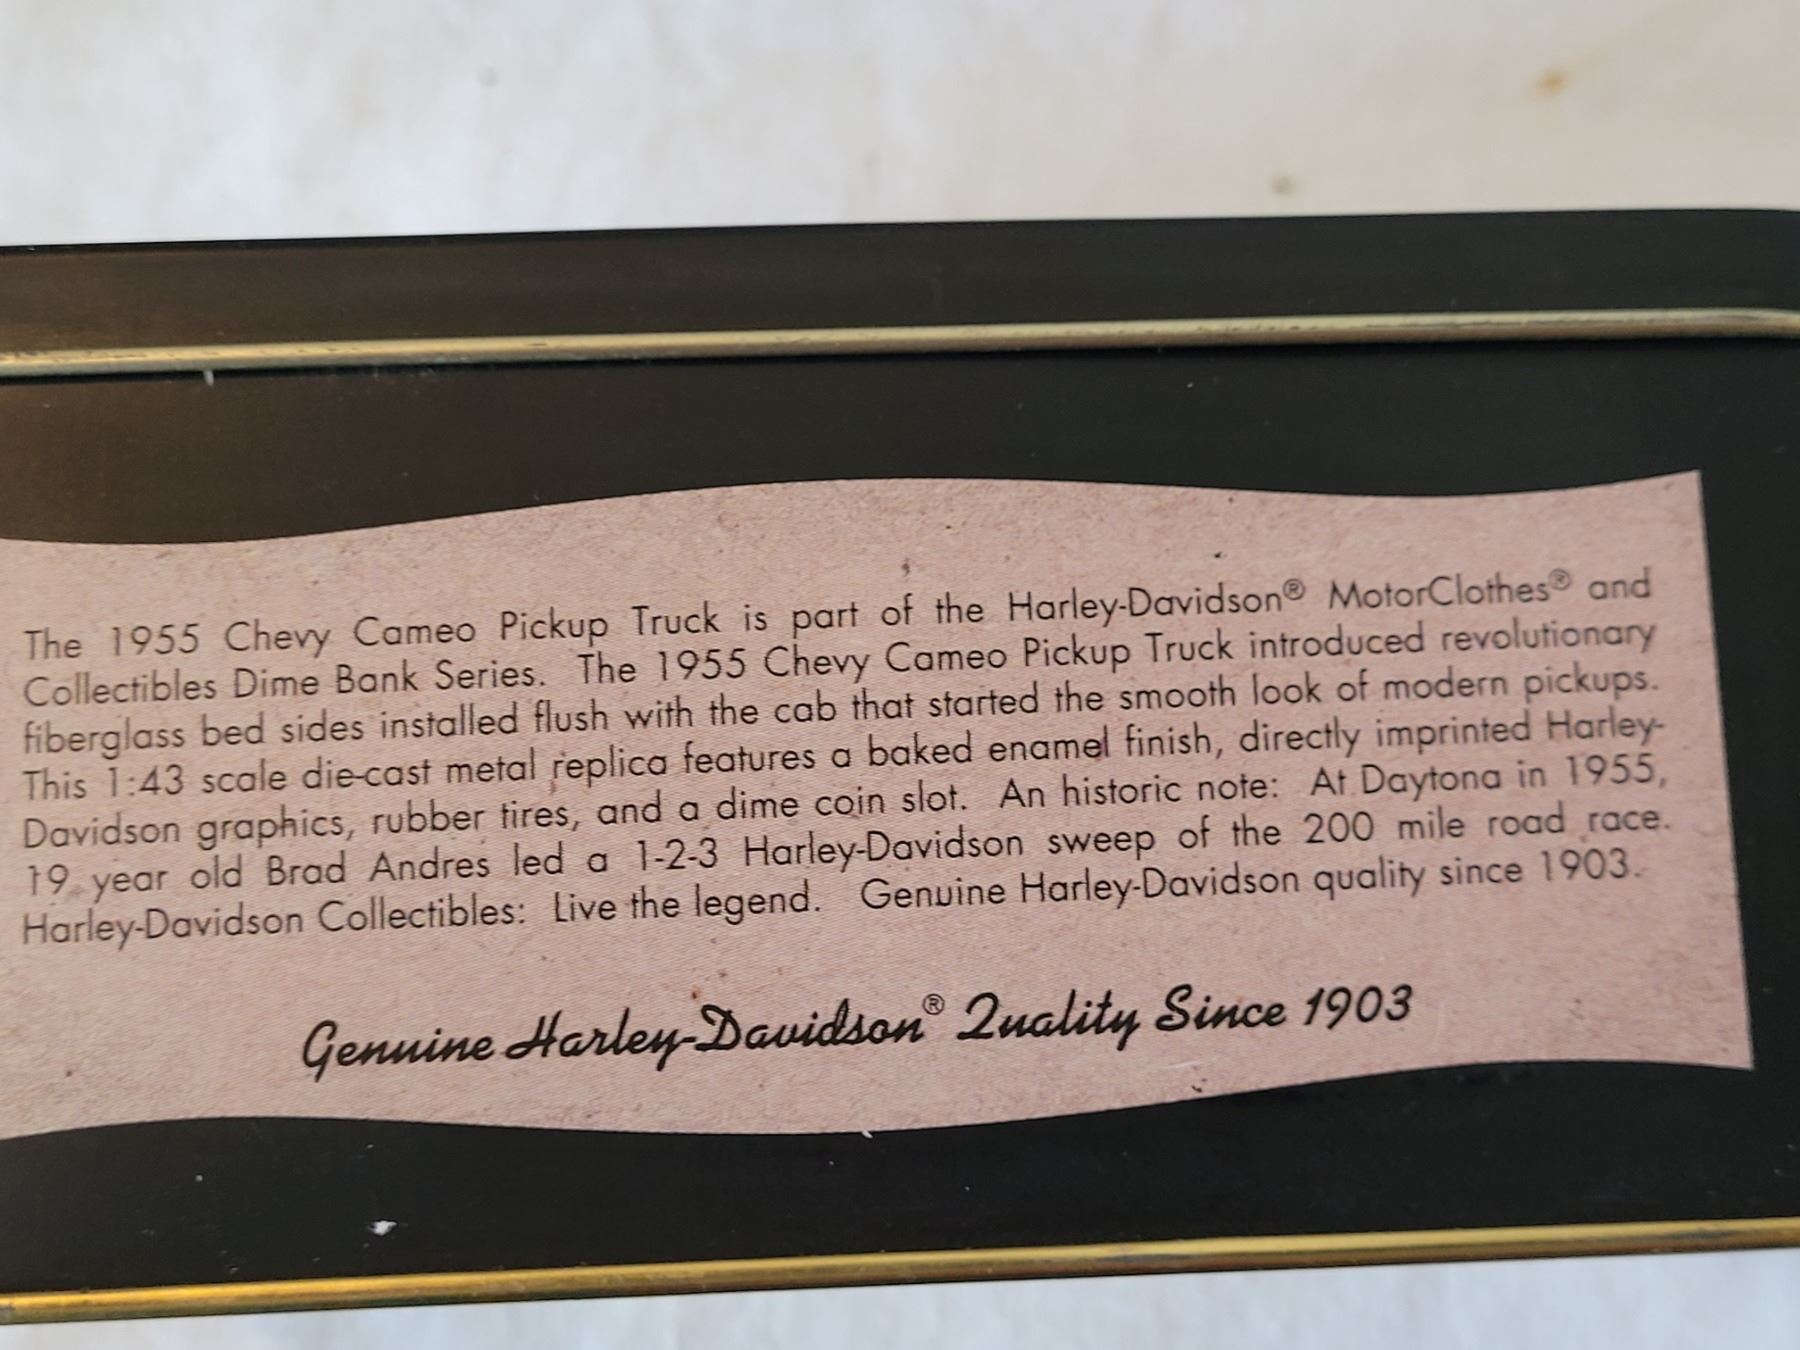 The 1955 Chevy Cameo Pickup Truck is part of the Harley-Davidson® MotorClothes® and
Collectibles Dime Bank Series. The 1955 Chevy Cameo Pickup Truck introduced revolutionary
fiberglass bed sides installed flush with the cab that started the smooth look of modern pickups.
This 1:43 scale die-cast metal replica features a baked enamel finish, directly imprinted Harley-
Davidson graphics, rubber tires, and a dime coin slot. An historic note: At Daytona in 1955,
19 year old Brad Andres led a 1-2-3 Harley-Davidson sweep of the 200 mile road race.
Harley-Davidson Collectibles: Live the legend. Genuine Harley-Davidson quality since 1903.
Genuine Harley-Davidson® Quality Since 1903